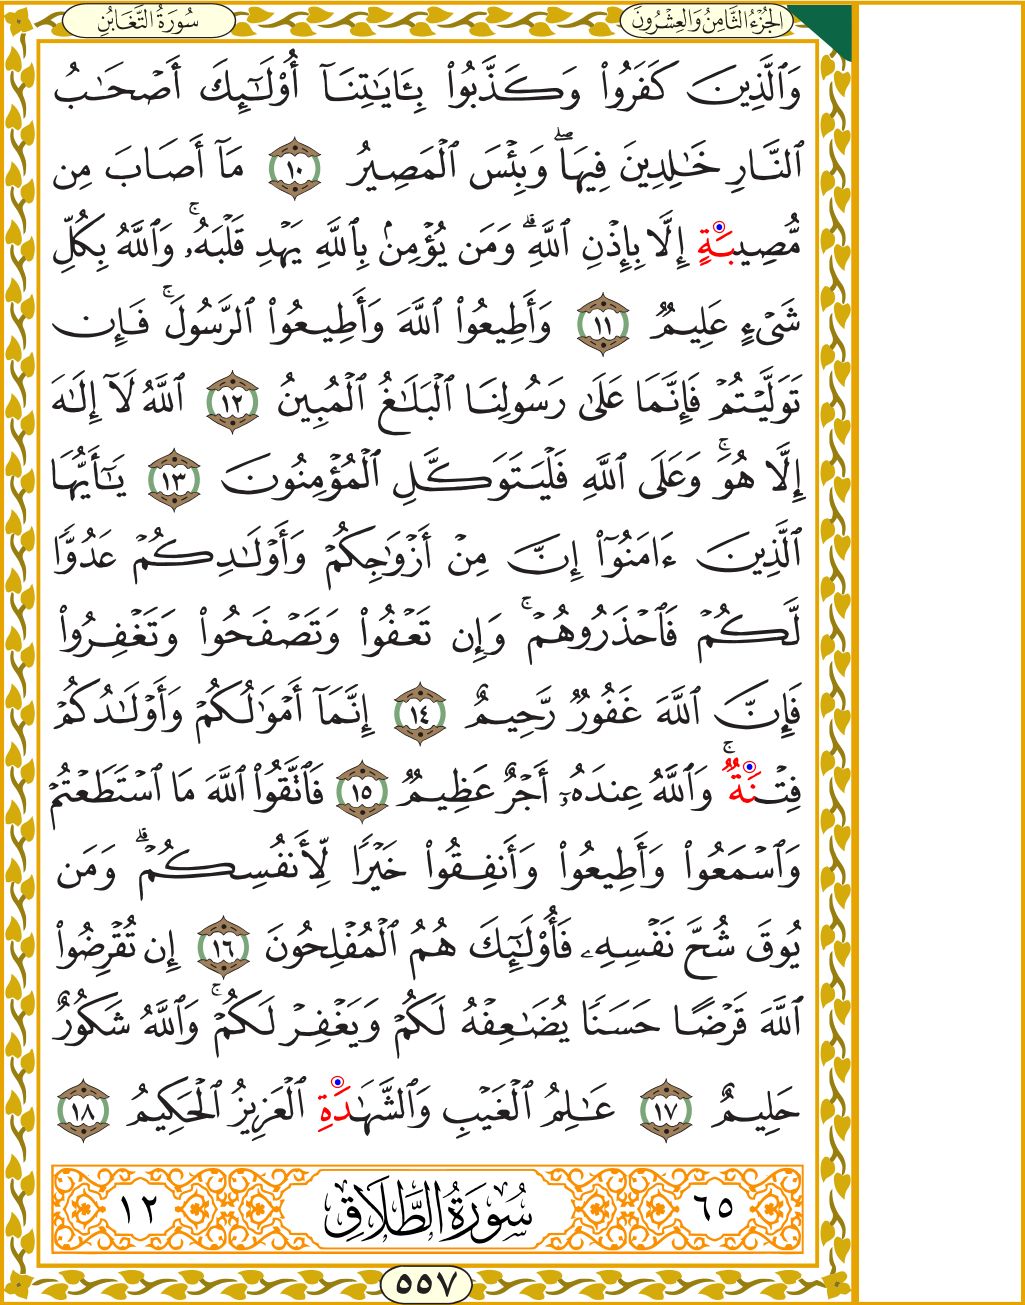 الجُزْءُ الثَّامِنُ وَالعِشْرُونَ
سُورَةُ التَّغَابُنِ
وَٱلَّذِينَ كَفَرُوا۟ وَكَذَّبُوا۟ بِـَٔايَـٰتِنَآ أُو۟لَـٰٓئِكَ أَصْحَـٰبُ
ٱلنَّارِ خَـٰلِدِينَ فِيهَا ۖ وَبِئْسَ ٱلْمَصِيرُ ١٠ مَآ أَصَابَ مِن
مُّصِيبَةٍ إِلَّا بِإِذْنِ ٱللَّهِ ۗ وَمَن يُؤْمِنۢ بِٱللَّهِ يَهْدِ قَلْبَهُۥ ۚ وَٱللَّهُ بِكُلِّ
شَىْءٍ عَلِيمٌ ١١ وَأَطِيعُوا۟ ٱللَّهَ وَأَطِيعُوا۟ ٱلرَّسُولَ ۚ فَإِن
تَوَلَّيْتُمْ فَإِنَّمَا عَلَىٰ رَسُولِنَا ٱلْبَلَـٰغُ ٱلْمُبِينُ ١٢ ٱللَّهُ لَآ إِلَـٰهَ
إِلَّا هُوَ ۚ وَعَلَى ٱللَّهِ فَلْيَتَوَكَّلِ ٱلْمُؤْمِنُونَ ١٣ يَـٰٓأَيُّهَا
ٱلَّذِينَ ءَامَنُوٓا۟ إِنَّ مِنْ أَزْوَٰجِكُمْ وَأَوْلَـٰدِكُمْ عَدُوًّا
لَّكُمْ فَٱحْذَرُوهُمْ ۚ وَإِن تَعْفُوا۟ وَتَصْفَحُوا۟ وَتَغْفِرُوا۟
فَإِنَّ ٱللَّهَ غَفُورٌ رَّحِيمٌ ١٤ إِنَّمَآ أَمْوَٰلُكُمْ وَأَوْلَـٰدُكُمْ
فِتْنَةٌ ۚ وَٱللَّهُ عِندَهُۥٓ أَجْرٌ عَظِيمٌ ١٥ فَٱتَّقُوا۟ ٱللَّهَ مَا ٱسْتَطَعْتُمْ
وَٱسْمَعُوا۟ وَأَطِيعُوا۟ وَأَنفِقُوا۟ خَيْرًا لِّأَنفُسِكُمْ ۗ وَمَن
يُوقَ شُحَّ نَفْسِهِۦ فَأُو۟لَـٰٓئِكَ هُمُ ٱلْمُفْلِحُونَ ١٦ إِن تُقْرِضُوا۟
ٱللَّهَ قَرْضًا حَسَنًا يُضَـٰعِفْهُ لَكُمْ وَيَغْفِرْ لَكُمْ ۚ وَٱللَّهُ شَكُورٌ
حَلِيمٌ ١٧ عَـٰلِمُ ٱلْغَيْبِ وَٱلشَّهَـٰدَةِ ٱلْعَزِيزُ ٱلْحَكِيمُ ١٨
٦٥ سُورَةُ الطَّلَاقِ ١٢
٥٥٧